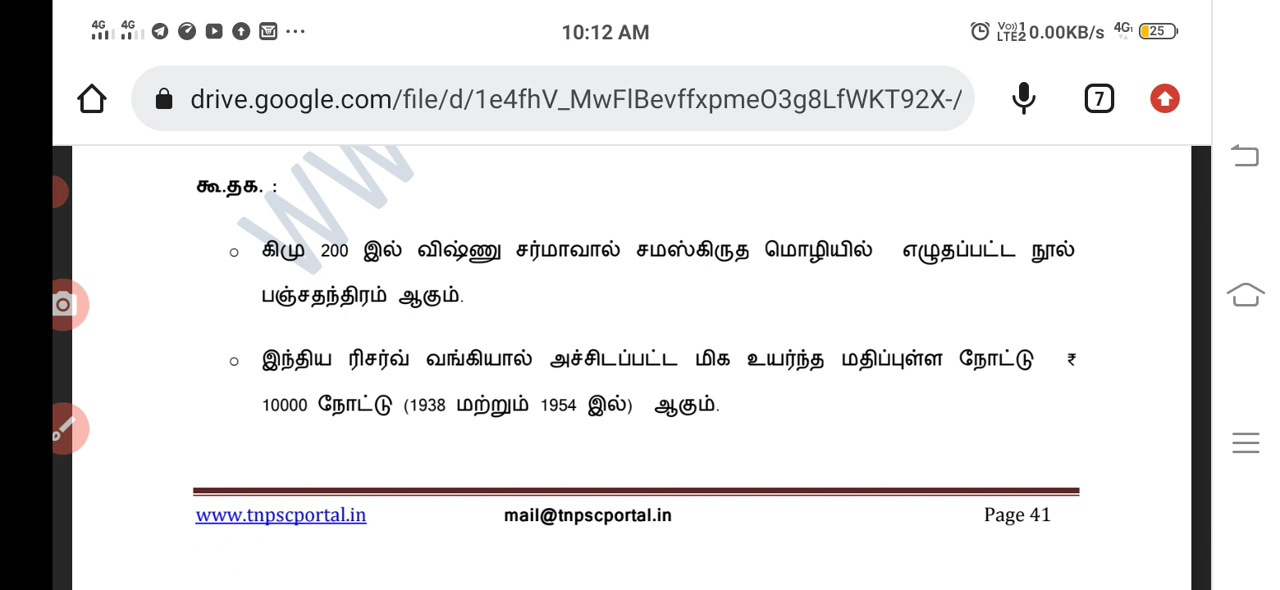 4G 4G ... 10:12 AM Vo)) 1 LTE2 0.00KB/s 4G 25
drive.google.com/file/d/1e4fhV_MwFlBevffxpmeO3g8LfWKT92X-/ 7
WW
கூ.தக. :
கிமு 200 இல் விஷ்ணு சர்மாவால் சமஸ்கிருத மொழியில் எழுதப்பட்ட நூல்
பஞ்சதந்திரம் ஆகும்.
இந்திய ரிசர்வ் வங்கியால் அச்சிடப்பட்ட மிக உயர்ந்த மதிப்புள்ள நோட்டு ₹
10000 நோட்டு (1938 மற்றும் 1954 இல்) ஆகும்.
www.tnpscportal.in mail@tnpscportal.in Page 41